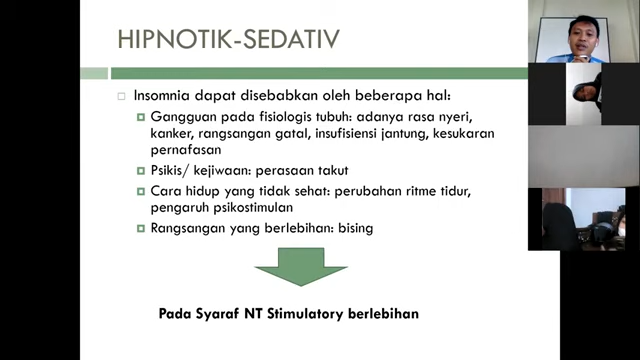 HIPNOTIK-SEDATIV
Insomnia dapat disebabkan oleh beberapa hal:
Gangguan pada fisiologis tubuh: adanya rasa nyeri,
kanker, rangsangan gatal, insufisiensi jantung, kesukaran
pernafasan
Psikis/ kejiwaan: perasaan takut
Cara hidup yang tidak sehat: perubahan ritme tidur,
pengaruh psikostimulan
Rangsangan yang berlebihan: bising
Pada Syaraf NT Stimulatory berlebihan